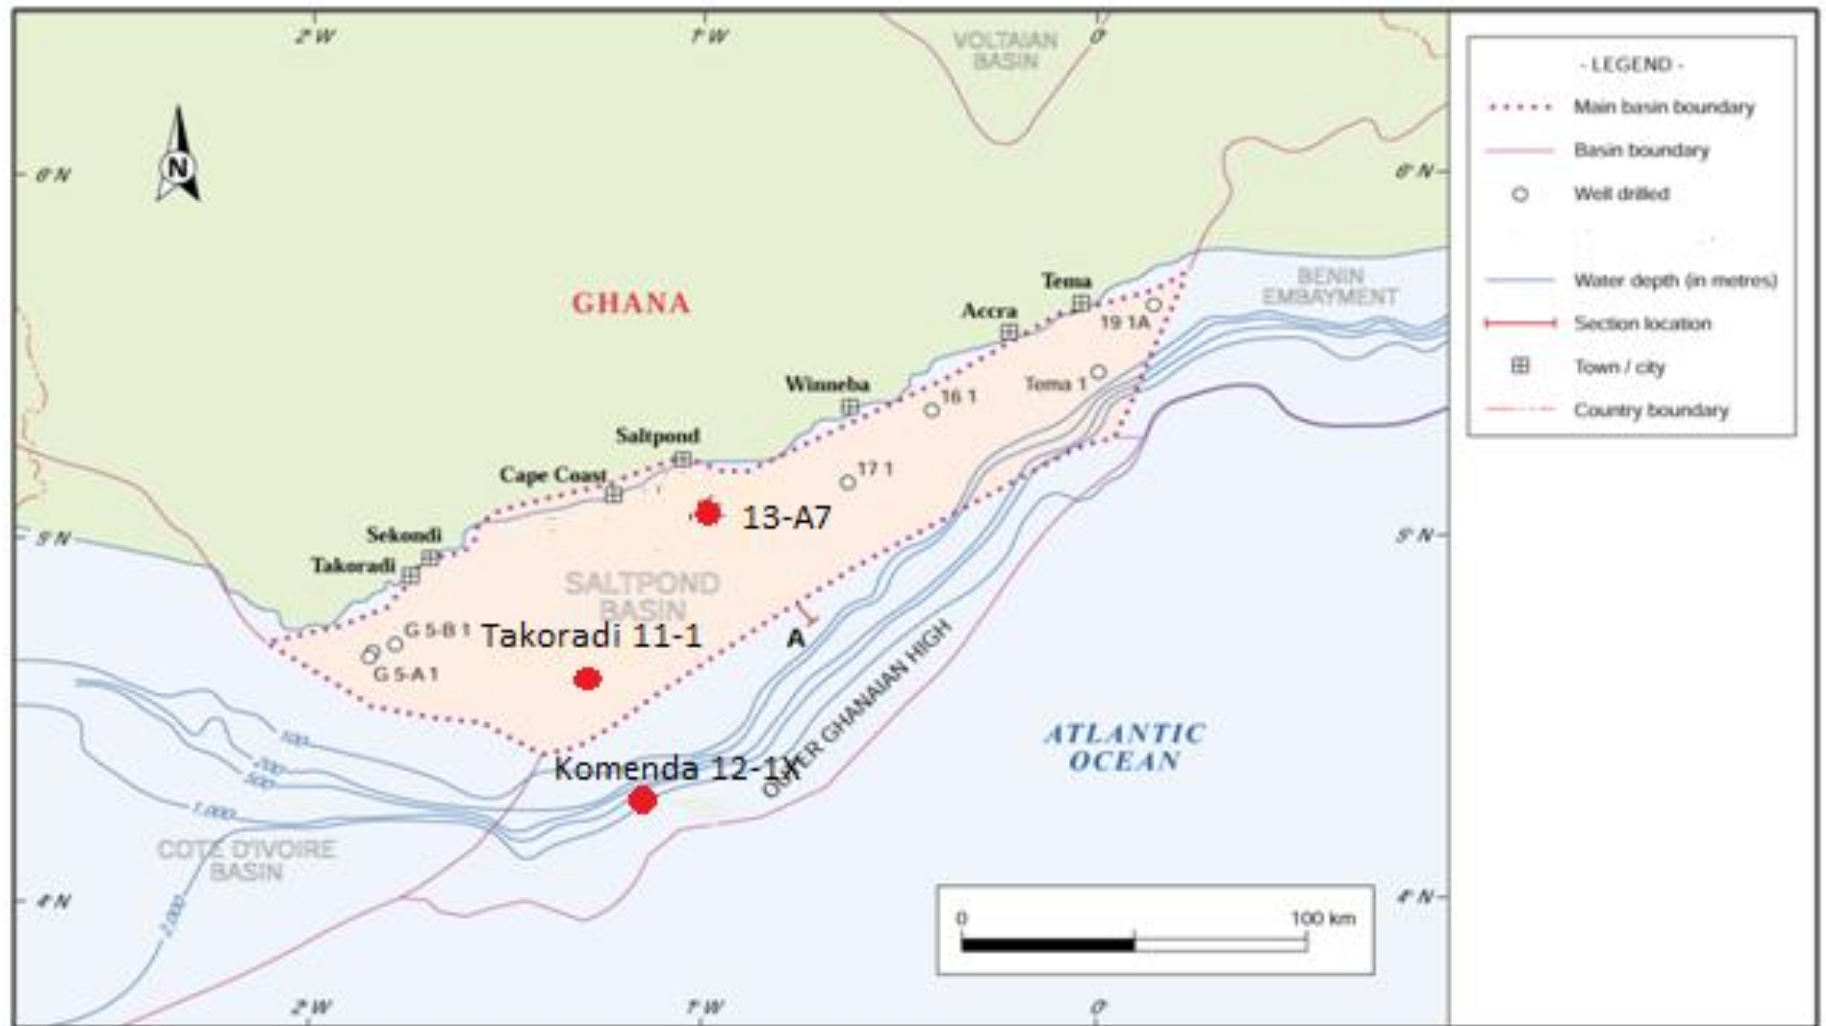 2° W
1° W
0°
VOLTAIAN
BASIN
N
6° N
6° N
GHANA
Tema
Accra
19 1A
BENIN
EMBAYMENT
Toma 1
Winneba
16 1
Saltpond
Cape Coast
17 1
13-A7
Sekondi
5° N
5° N
Takoradi
SALTPOND
BASIN
G 5-B 1
Takoradi 11-1
A
G 5-A 1
OUTER GHANAIAN HIGH
100
200
500
1,000
2,000
Komenda 12-1X
ATLANTIC
OCEAN
COTE D'IVOIRE
BASIN
4° N
4° N
0
100 km
2° W
1° W
0°
- LEGEND -
Main basin boundary
Basin boundary
Well drilled
Water depth (in metres)
Section location
Town / city
Country boundary